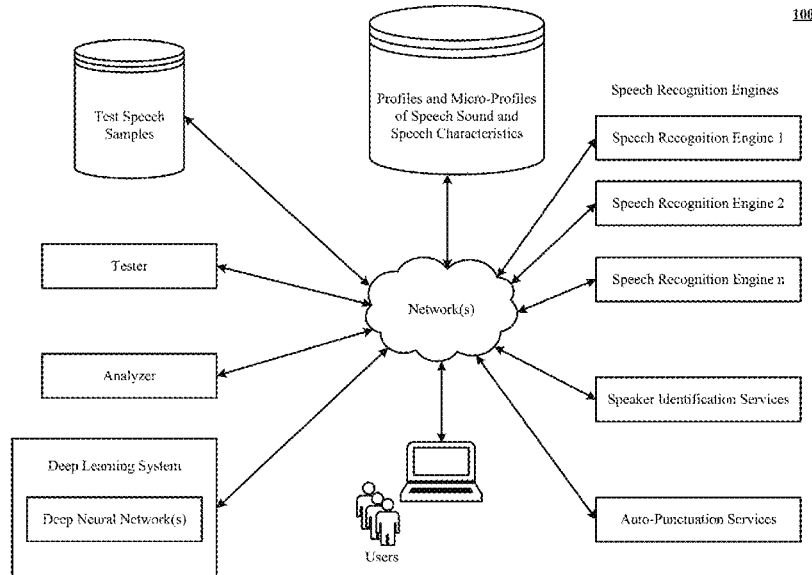 100
Test Speech
Samples
Profiles and Micro-Profiles
of Speech Sound and
Speech Characteristics
Speech Recognition Engines
Speech Recognition Engine 1
Speech Recognition Engine 2
Speech Recognition Engine n
Tester
Network(s)
Analyzer
Speaker Identification Services
Deep Learning System
Deep Neural Network(s)
Users
Auto-Punctuation Services